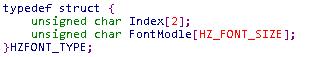 typedef struct {
    unsigned char Index[2];
    unsigned char FontModle[HZ_FONT_SIZE];
}HZFONT_TYPE;